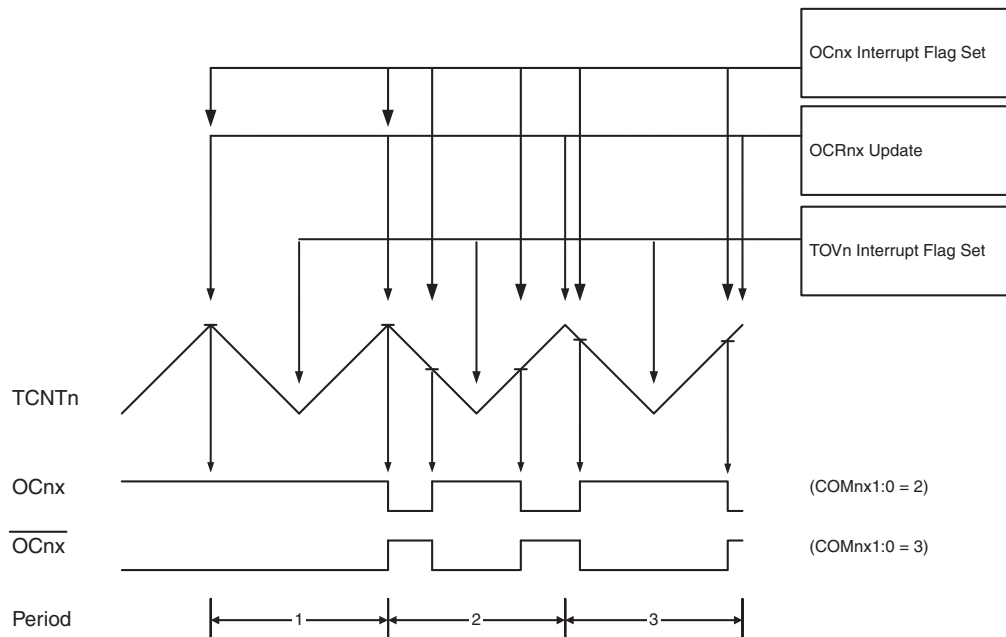 OCnx Interrupt Flag Set
OCRnx Update
TOVn Interrupt Flag Set
TCNTn
OCnx
(COMnx1:0 = 2)
OCnx
(COMnx1:0 = 3)
Period
1
2
3